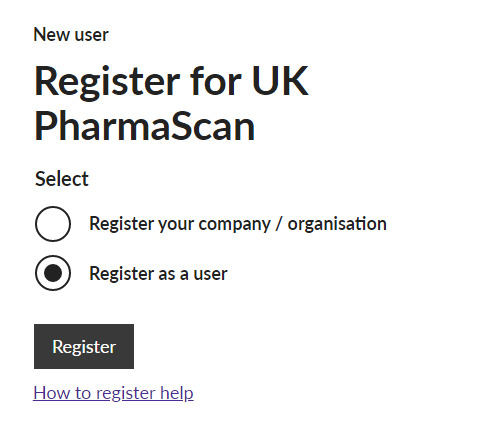 New user
Register for UK
PharmaScan
Select
Register your company / organisation
Register as a user
Register
How to register help